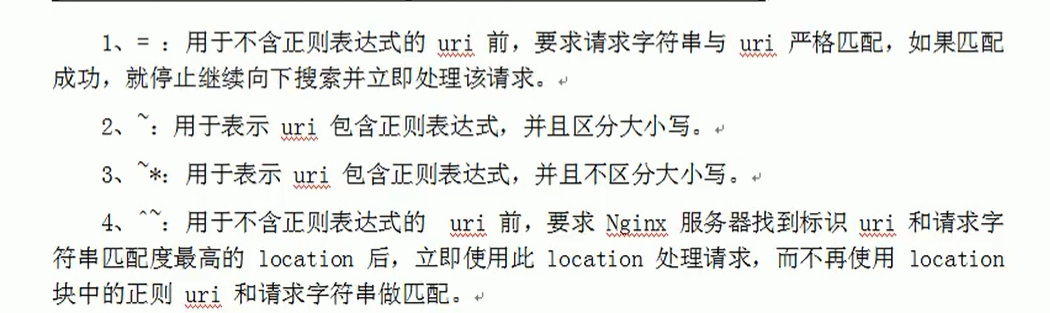 1、= ：用于不含正则表达式的 uri 前，要求请求字符串与 uri 严格匹配，如果匹配
成功，就停止继续向下搜索并立即处理该请求。
2、~：用于表示 uri 包含正则表达式，并且区分大小写。
3、~*：用于表示 uri 包含正则表达式，并且不区分大小写。
4、^~：用于不含正则表达式的 uri 前，要求 Nginx 服务器找到标识 uri 和请求字
符串匹配度最高的 location 后，立即使用此 location 处理请求，而不再使用 location
块中的正则 uri 和请求字符串做匹配。